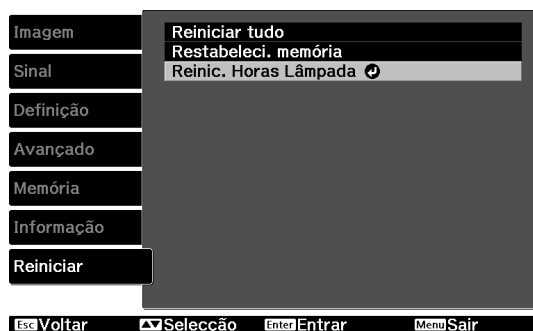 Imagem
Sinal
Definição
Avançado
Memória
Informação
Reiniciar
Reiniciar tudo
Restabeleci. memória
Reinic. Horas Lâmpada
Esc Voltar Selecção Enter Entrar Menu Sair